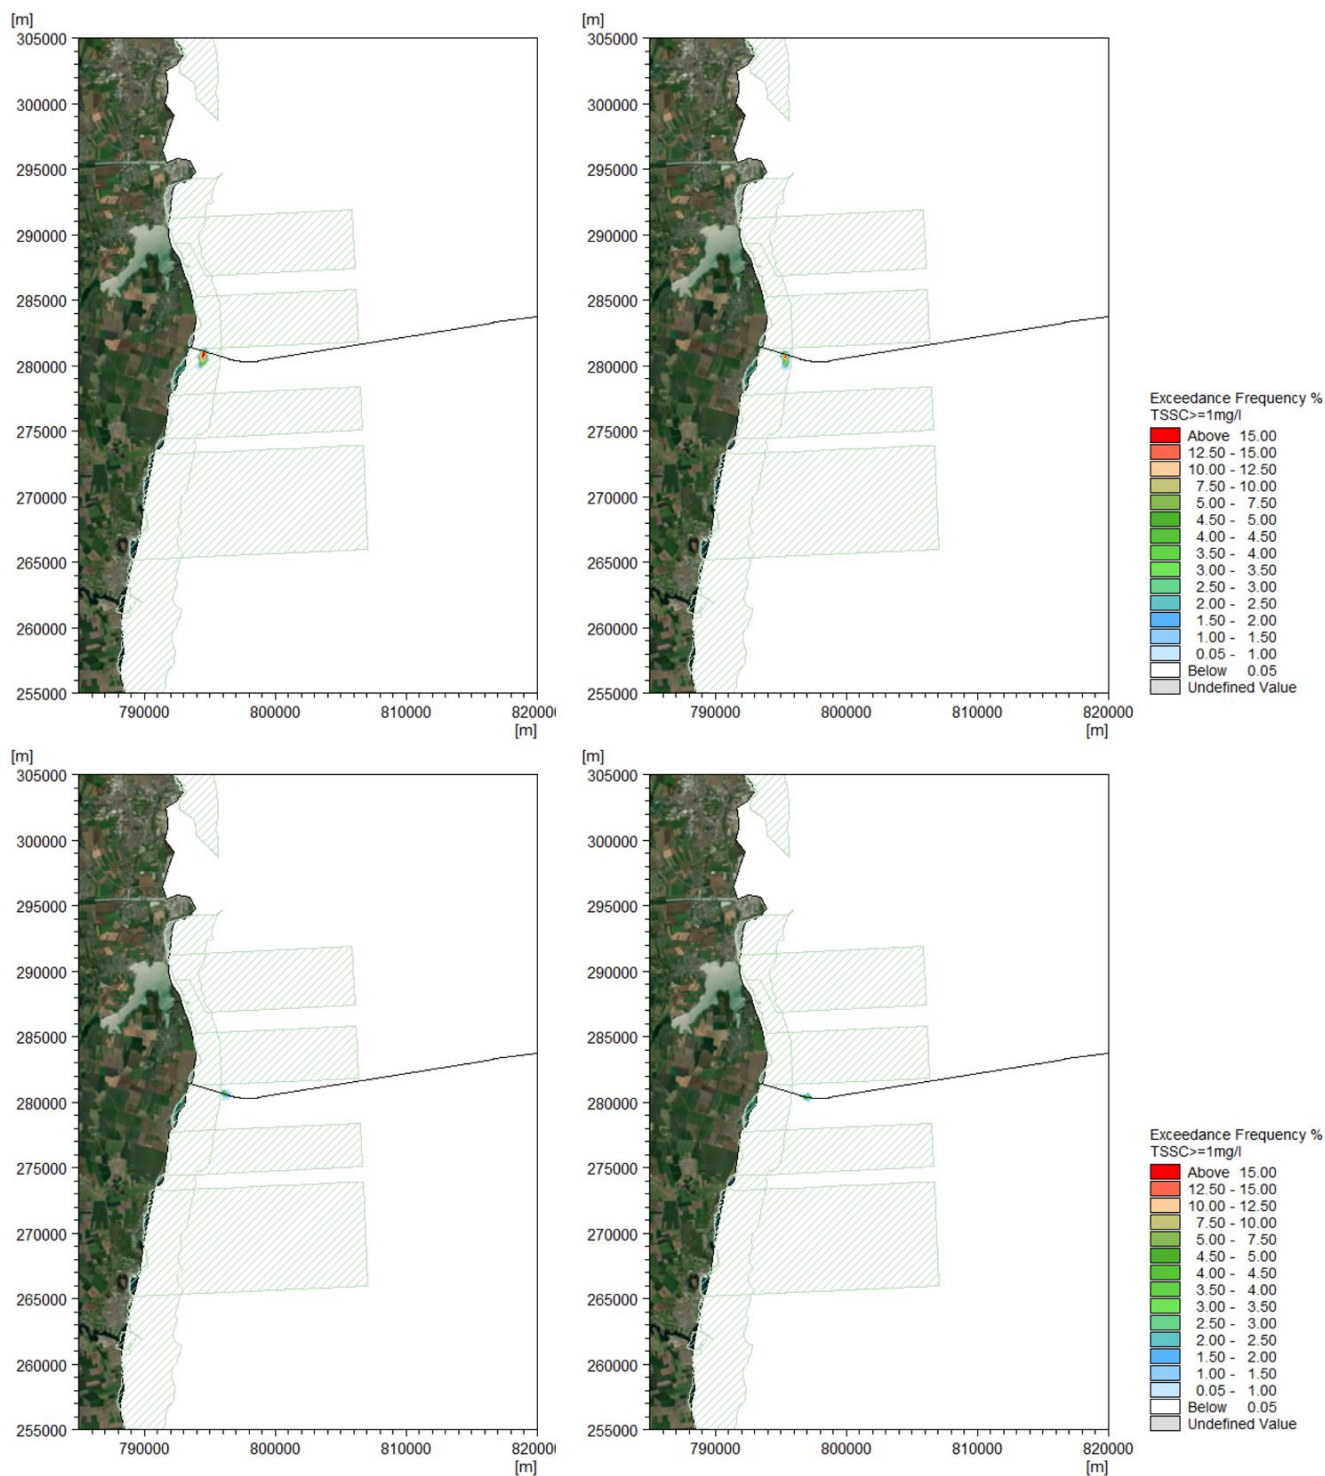 [m]
305000
300000
295000
290000
285000
280000
275000
270000
265000
260000
255000
790000 800000 810000 82000(
[m]
[m]
305000
300000
295000
290000
285000
280000
275000
270000
265000
260000
255000
790000 800000 810000 820000
[m]
Exceedance Frequency %
TSSC>=1mg/l
Above 15.00
12.50 - 15.00
10.00 - 12.50
7.50 - 10.00
5.00 - 7.50
4.50 - 5.00
4.00 - 4.50
3.50 - 4.00
3.00 - 3.50
2.50 - 3.00
2.00 - 2.50
1.50 - 2.00
1.00 - 1.50
0.05 - 1.00
Below 0.05
Undefined Value
[m]
305000
300000
295000
290000
285000
280000
275000
270000
265000
260000
255000
790000 800000 810000 82000(
[m]
[m]
305000
300000
295000
290000
285000
280000
275000
270000
265000
260000
255000
790000 800000 810000 820000
[m]
Exceedance Frequency %
TSSC>=1mg/l
Above 15.00
12.50 - 15.00
10.00 - 12.50
7.50 - 10.00
5.00 - 7.50
4.50 - 5.00
4.00 - 4.50
3.50 - 4.00
3.00 - 3.50
2.50 - 3.00
2.00 - 2.50
1.50 - 2.00
1.00 - 1.50
0.05 - 1.00
Below 0.05
Undefined Value